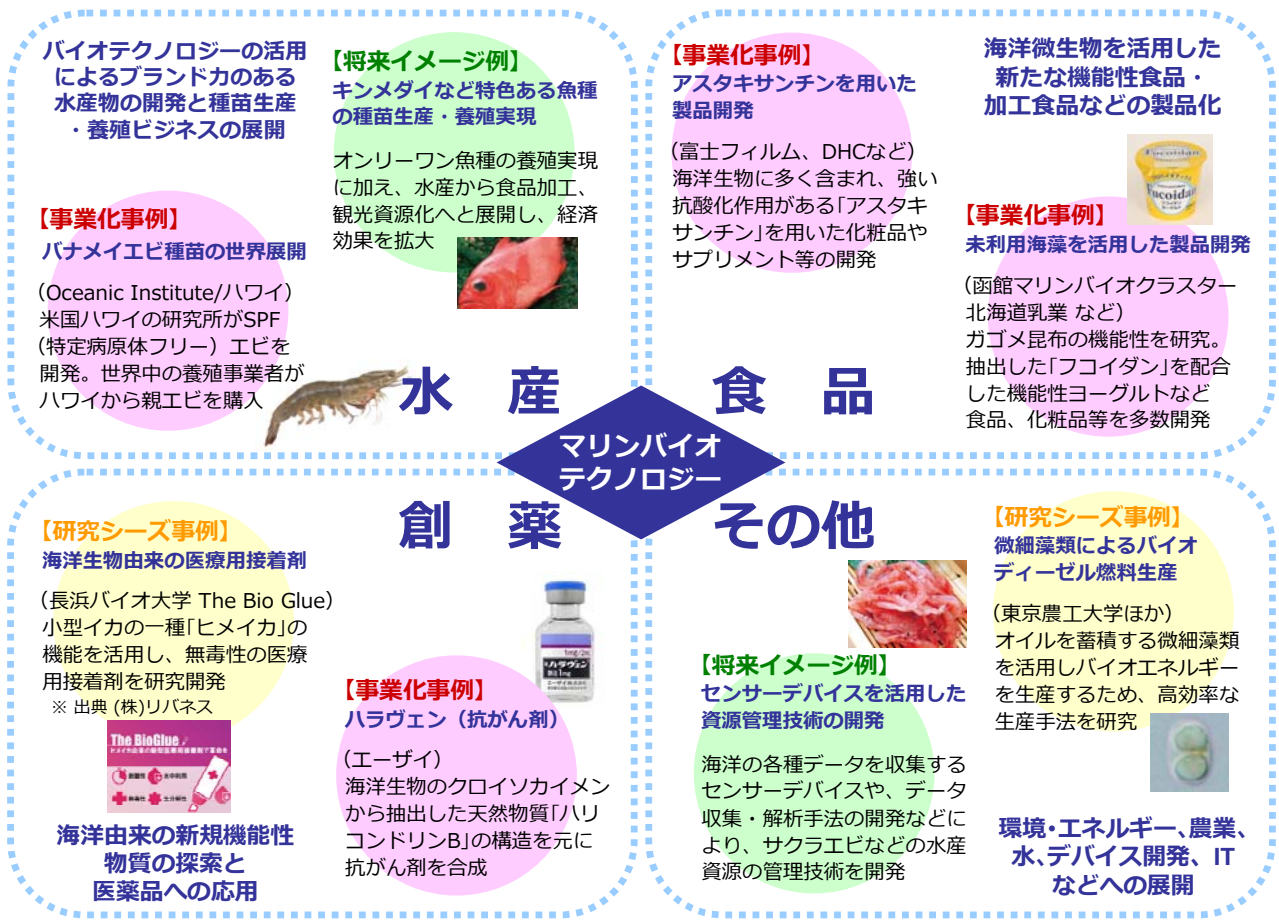 バイオテクノロジーの活用
によるブランド力のある
水産物の開発と種苗生産
・養殖ビジネスの展開
【将来イメージ例】
キンメダイなど特色ある魚種
の種苗生産・養殖実現
オンリーワン魚種の養殖実現
に加え、水産から食品加工、
観光資源化へと展開し、経済
効果を拡大
【事業化事例】
バナメイエビ種苗の世界展開
（Oceanic Institute/ハワイ）
米国ハワイの研究所がSPF
（特定病原体フリー）エビを
開発。世界中の養殖事業者が
ハワイから親エビを購入
水　産
【事業化事例】
アスタキサンチンを用いた
製品開発
（富士フィルム、DHCなど）
海洋生物に多く含まれ、強い
抗酸化作用がある「アスタキ
サンチン」を用いた化粧品や
サプリメント等の開発
海洋微生物を活用した
新たな機能性食品・
加工食品などの製品化
Fucoidan
Fucoidan
【事業化事例】
未利用海藻を活用した製品開発
（函館マリンバイオクラスター
北海道乳業 など）
ガゴメ昆布の機能性を研究。
抽出した「フコイダン」を配合
した機能性ヨーグルトなど
食品、化粧品等を多数開発
食　品
マリンバイオ
テクノロジー
創　薬
【研究シーズ事例】
海洋生物由来の医療用接着剤
（長浜バイオ大学 The Bio Glue）
小型イカの一種「ヒメイカ」の
機能を活用し、無毒性の医療
用接着剤を研究開発
※ 出典 (株)リバネス
The BioGlue
海洋由来の新規機能性
物質の探索と
医薬品への応用
1mg/2mL
ハラヴェン
1mg
エーザイ株式会社
【事業化事例】
ハラヴェン（抗がん剤）
（エーザイ）
海洋生物のクロイソカイメン
から抽出した天然物質「ハリ
コンドリンB」の構造を元に
抗がん剤を合成
その他
【将来イメージ例】
センサーデバイスを活用した
資源管理技術の開発
海洋の各種データを収集する
センサーデバイスや、データ
収集・解析手法の開発などに
より、サクラエビなどの水産
資源の管理技術を開発
【研究シーズ事例】
微細藻類によるバイオ
ディーゼル燃料生産
（東京農工大学ほか）
オイルを蓄積する微細藻類
を活用しバイオエネルギー
を生産するため、高効率な
生産手法を研究
環境・エネルギー、農業、
水、デバイス開発、IT
などへの展開